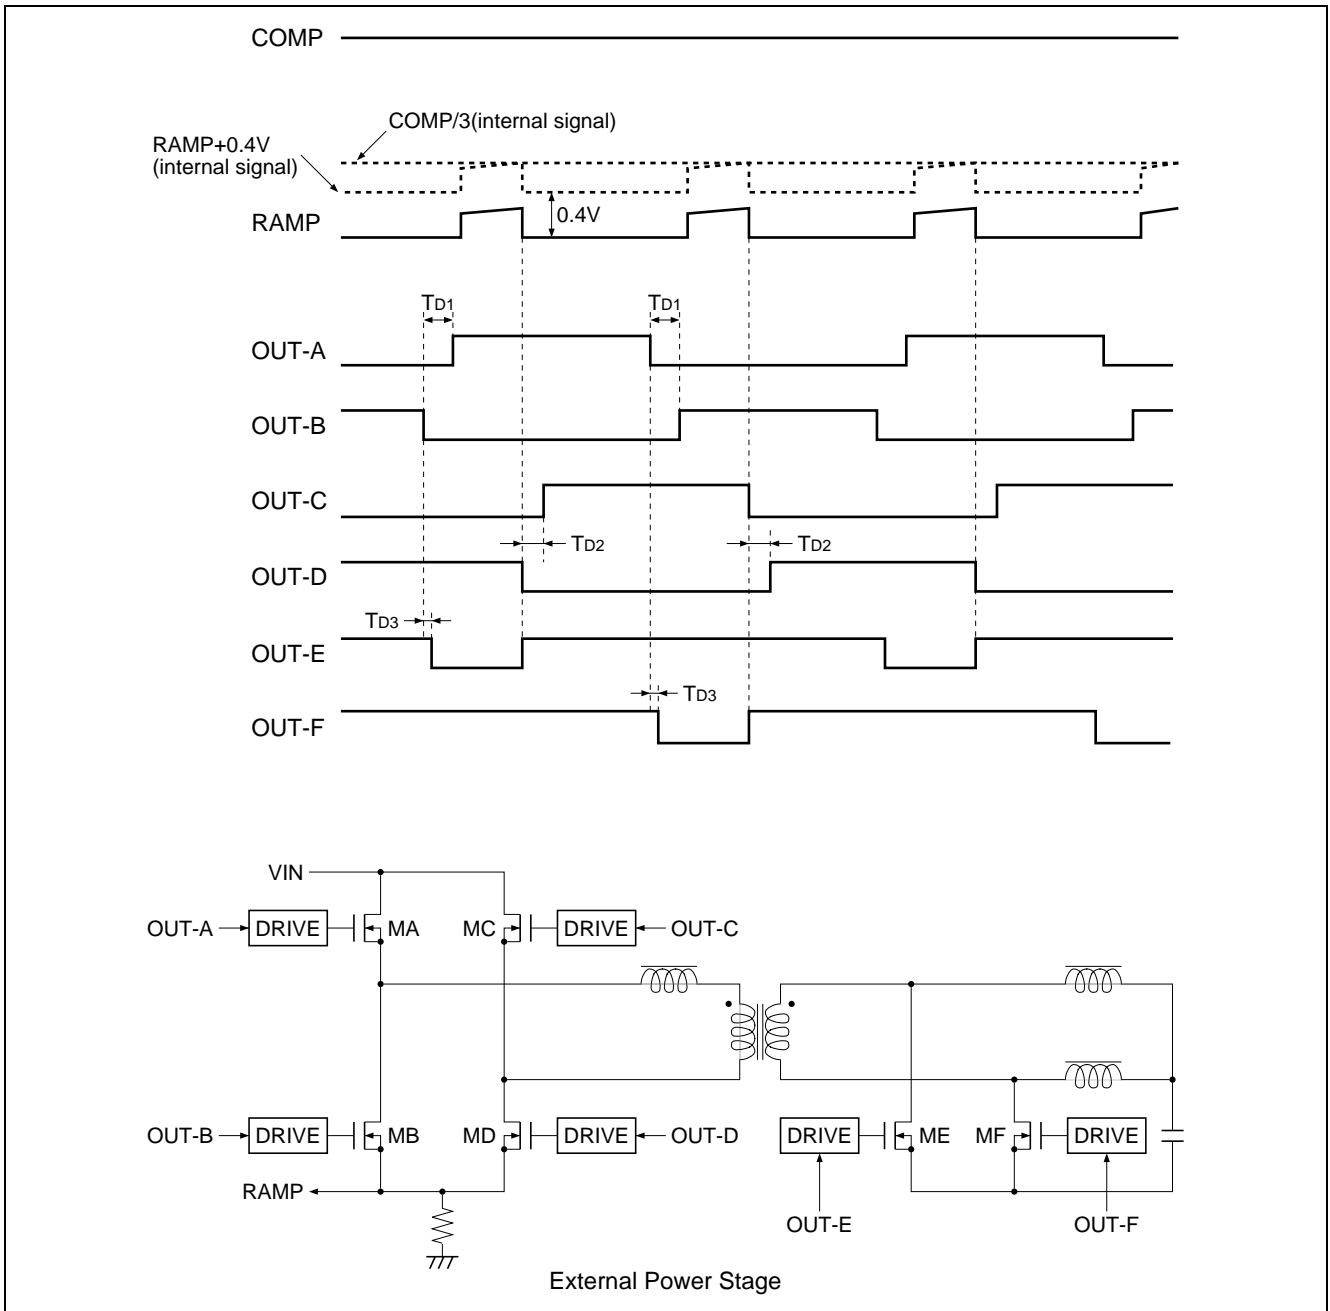 COMP
COMP/3(internal signal)
RAMP+0.4V
(internal signal)
0.4V
RAMP
TD1 TD1
OUT-A
OUT-B
OUT-C
TD2 TD2
OUT-D
TD3
OUT-E
TD3
OUT-F
VIN
OUT-A DRIVE MA MC DRIVE OUT-C
OUT-B DRIVE MB MD DRIVE OUT-D DRIVE ME MF DRIVE
RAMP
OUT-E OUT-F
External Power Stage